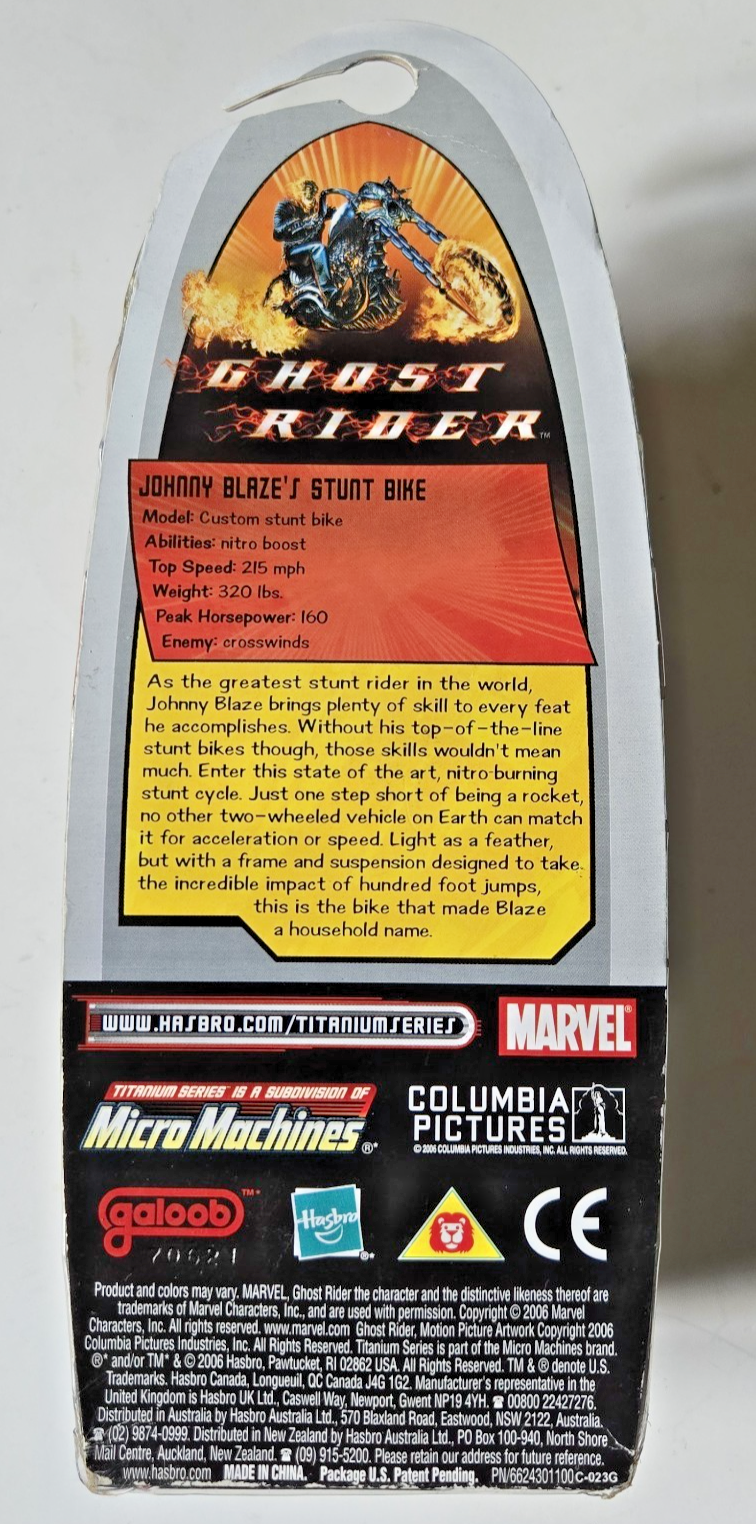 GHOST
RIDER™
JOHNNY BLAZE'S STUNT BIKE
Model: Custom stunt bike
Abilities: nitro boost
Top Speed: 215 mph
Weight: 320 lbs.
Peak Horsepower: 160
Enemy: crosswinds
As the greatest stunt rider in the world,
Johnny Blaze brings plenty of skill to every feat
he accomplishes. Without his top-of-the-line
stunt bikes though, those skills wouldn't mean
much. Enter this state of the art, nitro-burning
stunt cycle. Just one step short of being a rocket,
no other two-wheeled vehicle on Earth can match
it for acceleration or speed. Light as a feather,
but with a frame and suspension designed to take
the incredible impact of hundred foot jumps,
this is the bike that made Blaze
a household name.
WWW.HASBRO.COM/TITANIUMSERIES
MARVEL®
TITANIUM SERIES™ IS A SUBDIVISION OF
Micro Machines®*
COLUMBIA
PICTURES
© 2006 COLUMBIA PICTURES INDUSTRIES, INC. ALL RIGHTS RESERVED.
galoob™*
Hasbro®*
CE
70621
Product and colors may vary. MARVEL, Ghost Rider the character and the distinctive likeness thereof are
trademarks of Marvel Characters, Inc., and are used with permission. Copyright © 2006 Marvel
Characters, Inc. All rights reserved. www.marvel.com Ghost Rider, Motion Picture Artwork Copyright 2006
Columbia Pictures Industries, Inc. All Rights Reserved. Titanium Series is part of the Micro Machines brand.
®* and/or TM* & © 2006 Hasbro, Pawtucket, RI 02862 USA. All Rights Reserved. TM & ® denote U.S.
Trademarks. Hasbro Canada, Longueuil, QC Canada J4G 1G2. Manufacturer's representative in the
United Kingdom is Hasbro UK Ltd., Caswell Way, Newport, Gwent NP19 4YH. ☎ 00800 22427276.
Distributed in Australia by Hasbro Australia Ltd., 570 Blaxland Road, Eastwood, NSW 2122, Australia.
☎ (02) 9874-0999. Distributed in New Zealand by Hasbro Australia Ltd., PO Box 100-940, North Shore
Mail Centre, Auckland, New Zealand. ☎ (09) 915-5200. Please retain our address for future reference.
www.hasbro.com MADE IN CHINA. Package U.S. Patent Pending. PN/6624301100 C-023G